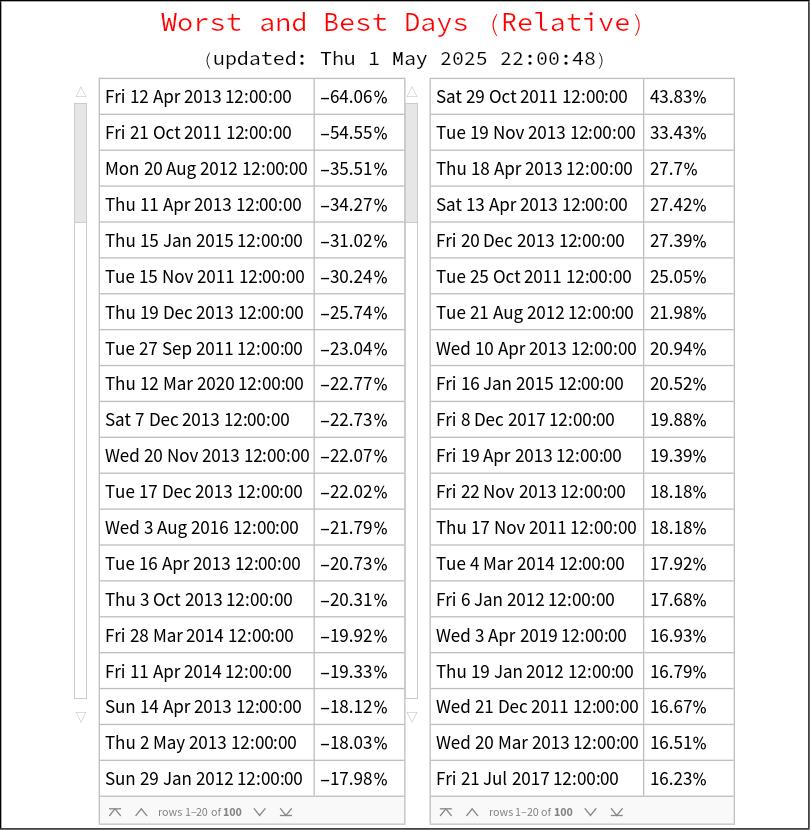 Worst and Best Days (Relative)
(updated: Thu 1 May 2025 22:00:48)
Fri 12 Apr 2013 12:00:00 –64.06% Sat 29 Oct 2011 12:00:00 43.83%
Fri 21 Oct 2011 12:00:00 –54.55% Tue 19 Nov 2013 12:00:00 33.43%
Mon 20 Aug 2012 12:00:00 –35.51% Thu 18 Apr 2013 12:00:00 27.7%
Thu 11 Apr 2013 12:00:00 –34.27% Sat 13 Apr 2013 12:00:00 27.42%
Thu 15 Jan 2015 12:00:00 –31.02% Fri 20 Dec 2013 12:00:00 27.39%
Tue 15 Nov 2011 12:00:00 –30.24% Tue 25 Oct 2011 12:00:00 25.05%
Thu 19 Dec 2013 12:00:00 –25.74% Tue 21 Aug 2012 12:00:00 21.98%
Tue 27 Sep 2011 12:00:00 –23.04% Wed 10 Apr 2013 12:00:00 20.94%
Thu 12 Mar 2020 12:00:00 –22.77% Fri 16 Jan 2015 12:00:00 20.52%
Sat 7 Dec 2013 12:00:00 –22.73% Fri 8 Dec 2017 12:00:00 19.88%
Wed 20 Nov 2013 12:00:00 –22.07% Fri 19 Apr 2013 12:00:00 19.39%
Tue 17 Dec 2013 12:00:00 –22.02% Fri 22 Nov 2013 12:00:00 18.18%
Wed 3 Aug 2016 12:00:00 –21.79% Thu 17 Nov 2011 12:00:00 18.18%
Tue 16 Apr 2013 12:00:00 –20.73% Tue 4 Mar 2014 12:00:00 17.92%
Thu 3 Oct 2013 12:00:00 –20.31% Fri 6 Jan 2012 12:00:00 17.68%
Fri 28 Mar 2014 12:00:00 –19.92% Wed 3 Apr 2019 12:00:00 16.93%
Fri 11 Apr 2014 12:00:00 –19.33% Thu 19 Jan 2012 12:00:00 16.79%
Sun 14 Apr 2013 12:00:00 –18.12% Wed 21 Dec 2011 12:00:00 16.67%
Thu 2 May 2013 12:00:00 –18.03% Wed 20 Mar 2013 12:00:00 16.51%
Sun 29 Jan 2012 12:00:00 –17.98% Fri 21 Jul 2017 12:00:00 16.23%
rows 1–20 of 100 rows 1–20 of 100